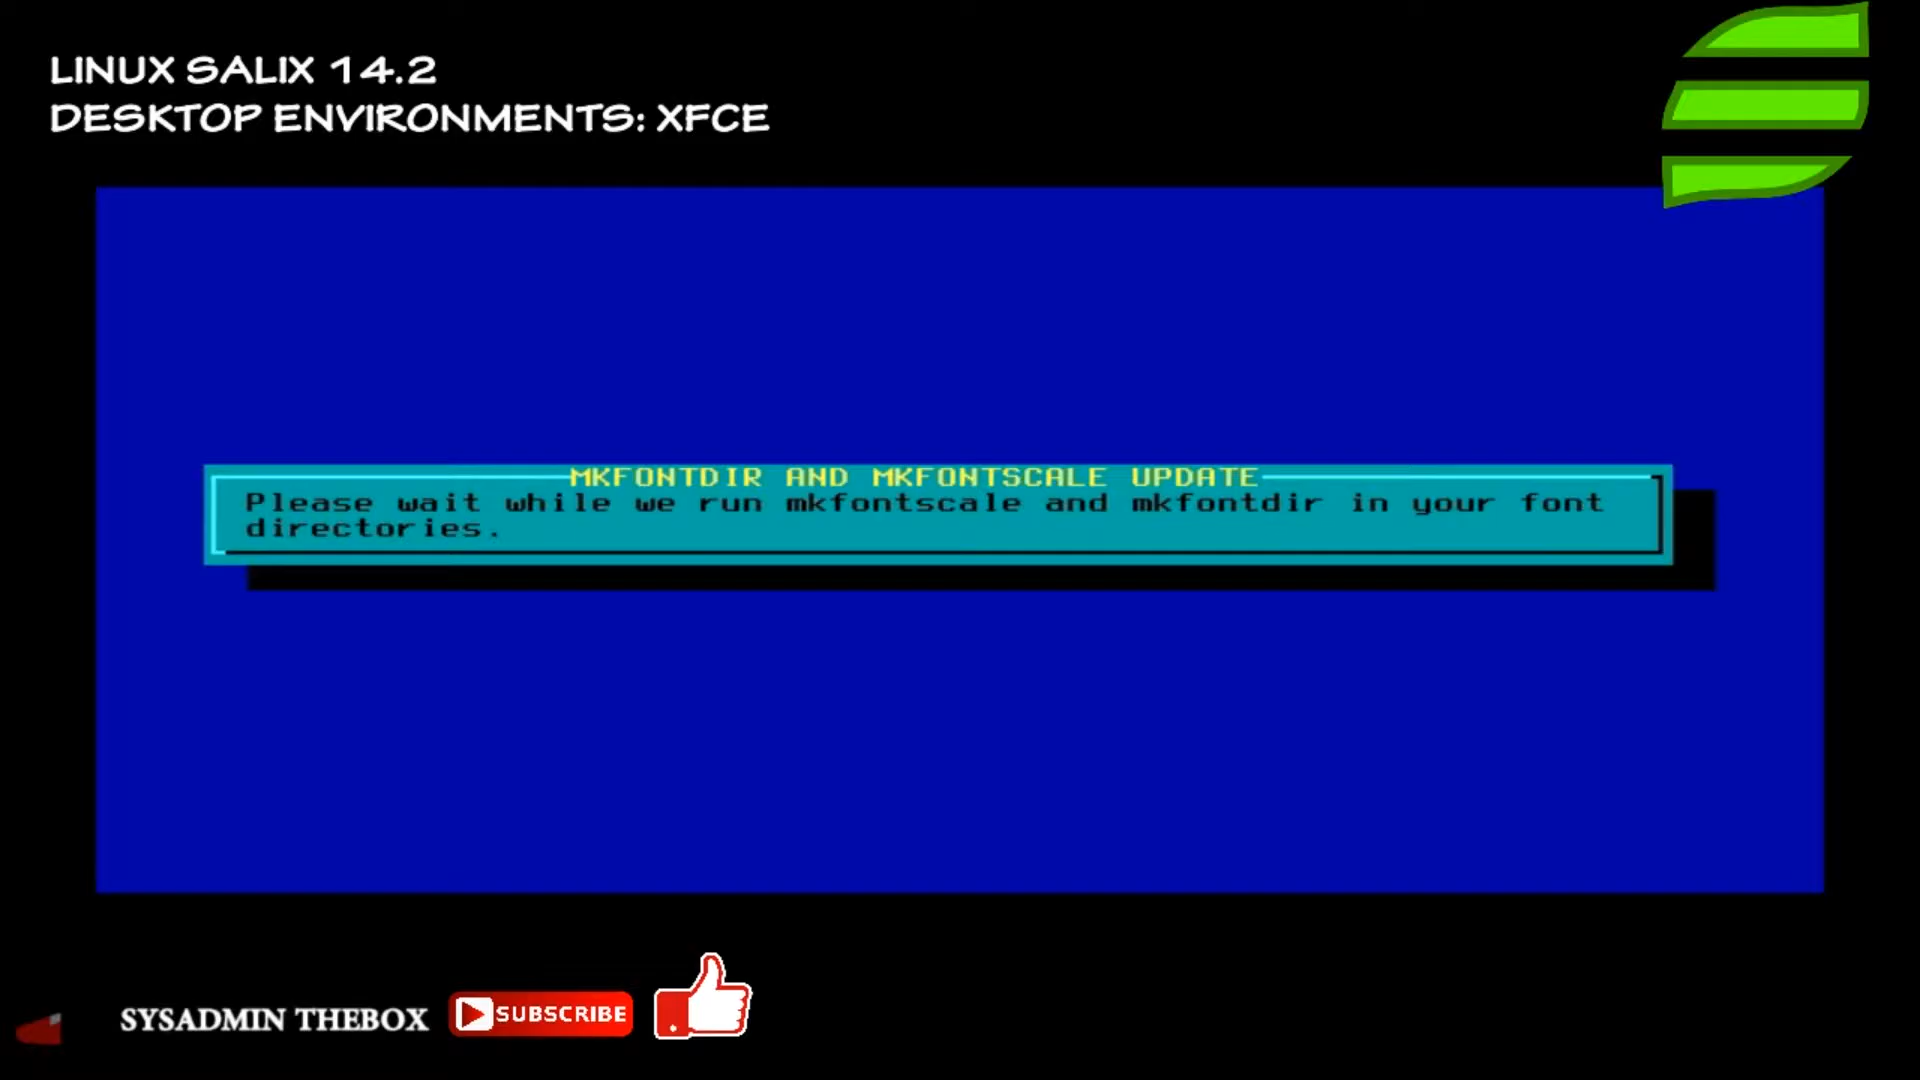 LINUX SALIX 14.2
DESKTOP ENVIRONMENTS: XFCE
MKFONTDIR AND MKFONTSCALE UPDATE
Please wait while we run mkfontscale and mkfontdir in your font
directories.
SYSADMIN THEBOX
SUBSCRIBE